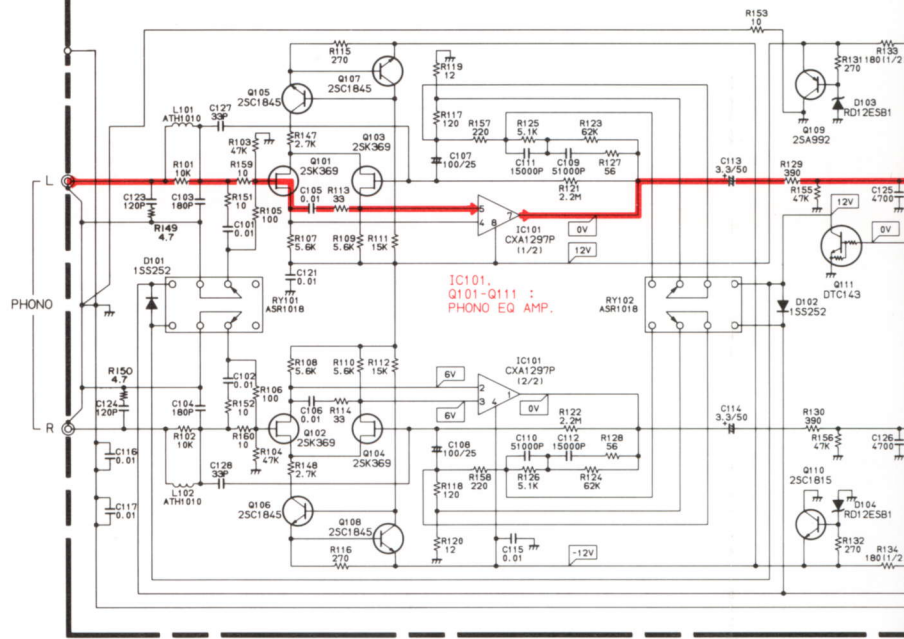 R153
10
R115
270
Q107
2SC1845
R119
12
R133
180(1/2)
R131
270
Q105
2SC1845
D103
RD12ESB1
L101
ATH1010
C127
33P
R117
120
Q109
2SA992
R103
47K
R147
2.7K
Q103
2SK369
R157
220
R125
5.1K
R123
62K
R101
10K
R159
10
Q101
2SK369
C107
100/25
C111
15000P
C109
51000P
R127
56
C113
3.3/50
R129
390
L
C123
120P
C103
180P
R151
10
C105
0.01
R113
33
R121
2.2M
R155
47K
C125
4700
R105
100
5
4
8
7
12V
R149
4.7
C101
0.01
IC101
CXA1297P
(1/2)
0V
0V
R107
5.6K
R109
5.6K
R111
15K
12V
D101
1SS252
C121
0.01
IC101,
Q101-Q111 :
PHONO EQ AMP.
Q111
DTC143
PHONO
RY101
ASR1018
RY102
ASR1018
D102
1SS252
R108
5.6K
R110
5.6K
R112
15K
IC101
CXA1297P
(2/2)
R150
4.7
C102
0.01
6V
2
3
4
1
0V
C124
120P
C104
180P
R106
100
R152
10
C106
0.01
R114
33
6V
R122
2.2M
C114
3.3/50
R130
390
R
R102
10K
R160
10
Q102
2SK369
R104
47K
Q104
2SK369
C108
100/25
C110
51000P
C112
15000P
R128
56
R156
47K
C126
4700
C116
0.01
C128
33P
R148
2.7K
R158
220
R126
5.1K
R124
62K
Q110
2SC1815
L102
ATH1010
R118
120
C117
0.01
Q106
2SC1845
Q108
2SC1845
D104
RD12ESB1
R120
12
C115
0.01
-12V
R132
270
R116
270
R134
180(1/2)